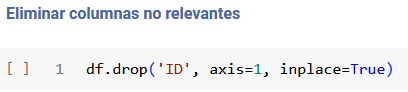 Eliminar columnas no relevantes
[ ] 1 df.drop('ID', axis=1, inplace=True)